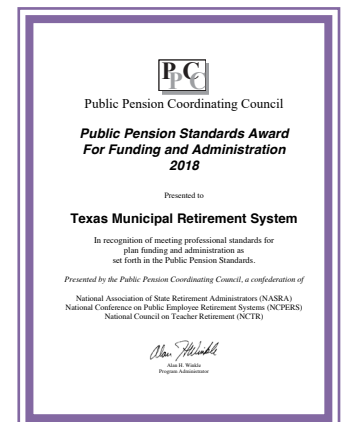 PPCC
Public Pension Coordinating Council
Public Pension Standards Award
For Funding and Administration
2018
Presented to
Texas Municipal Retirement System
In recognition of meeting professional standards for
plan funding and administration as
set forth in the Public Pension Standards.
Presented by the Public Pension Coordinating Council, a confederation of
National Association of State Retirement Administrators (NASRA)
National Conference on Public Employee Retirement Systems (NCPERS)
National Council on Teacher Retirement (NCTR)
Alan H. Winkle
Alan H. Winkle
Program Administrator